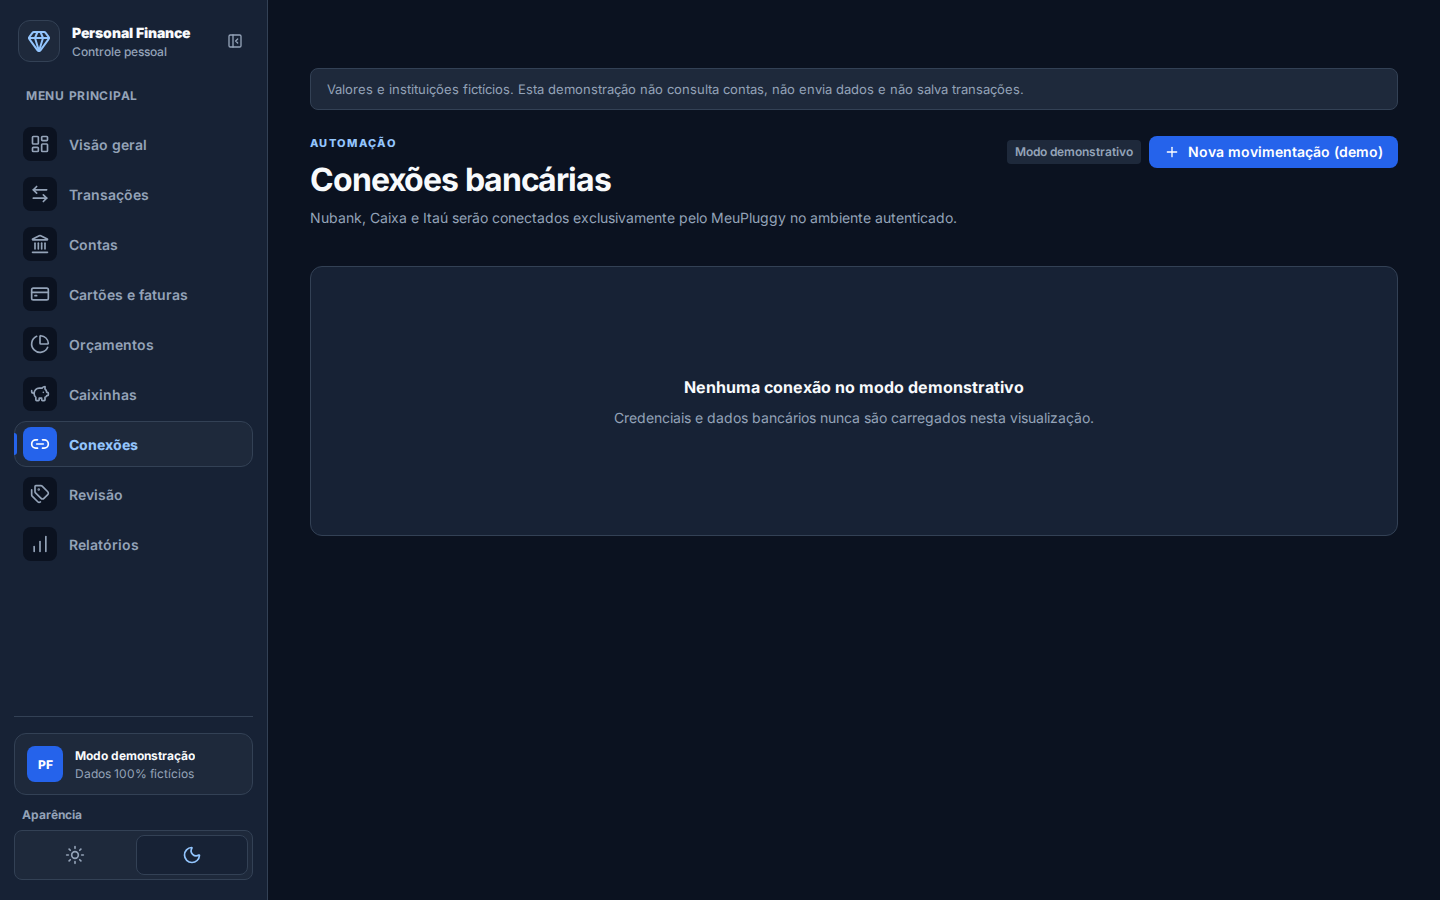 Personal Finance
Controle pessoal
MENU PRINCIPAL
Visão geral
Transações
Contas
Cartões e faturas
Orçamentos
Caixinhas
Conexões
Revisão
Relatórios
PF
Modo demonstração
Dados 100% fictícios
Aparência
Valores e instituições fictícios. Esta demonstração não consulta contas, não envia dados e não salva transações.
AUTOMAÇÃO
Conexões bancárias
Nubank, Caixa e Itaú serão conectados exclusivamente pelo MeuPluggy no ambiente autenticado.
Modo demonstrativo
Nova movimentação (demo)
Nenhuma conexão no modo demonstrativo
Credenciais e dados bancários nunca são carregados nesta visualização.